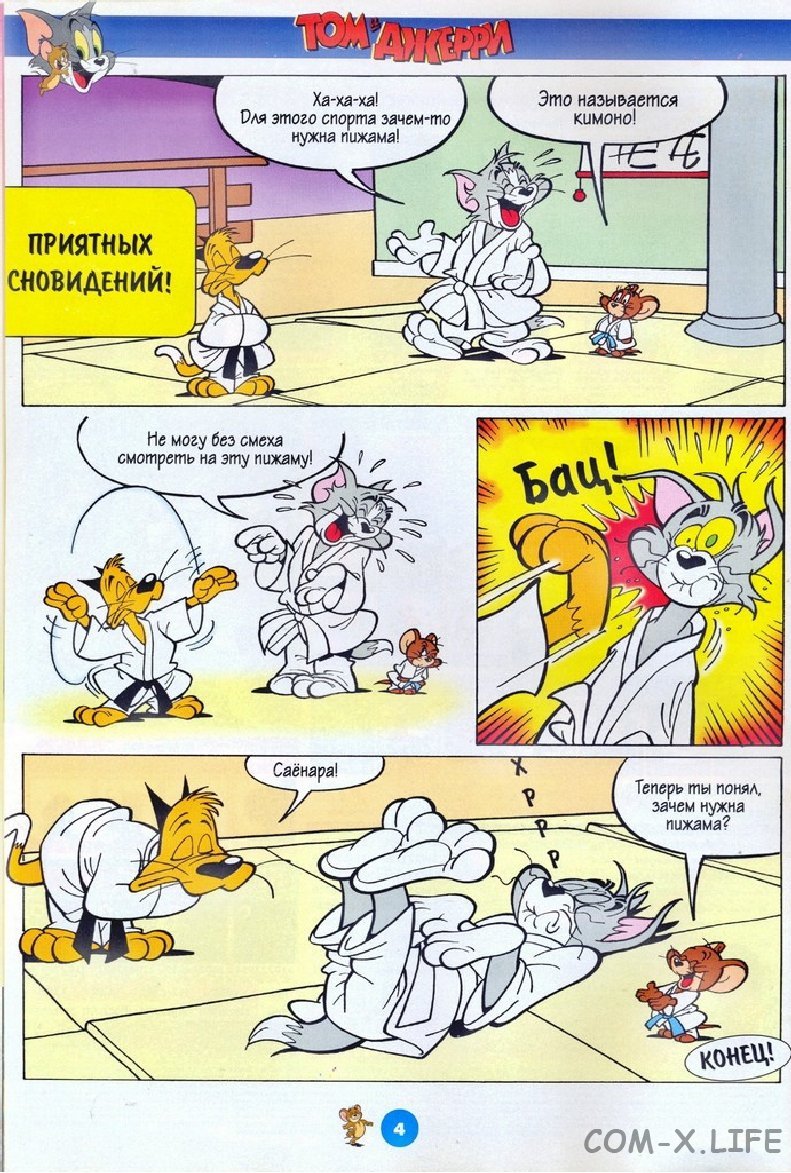 ТОМ и ДЖЕРРИ
Ха-ха-ха!
Для этого спорта зачем-то
нужна пижама!
Это называется
кимоно!
ПРИЯТНЫХ
СНОВИДЕНИЙ!
Не могу без смеха
смотреть на эту пижаму!
Бац!
Саёнара!
Х
Р
Р
Р
Теперь ты понял,
зачем нужна
пижама?
КОНЕЦ!
4
COM-X.LIFE